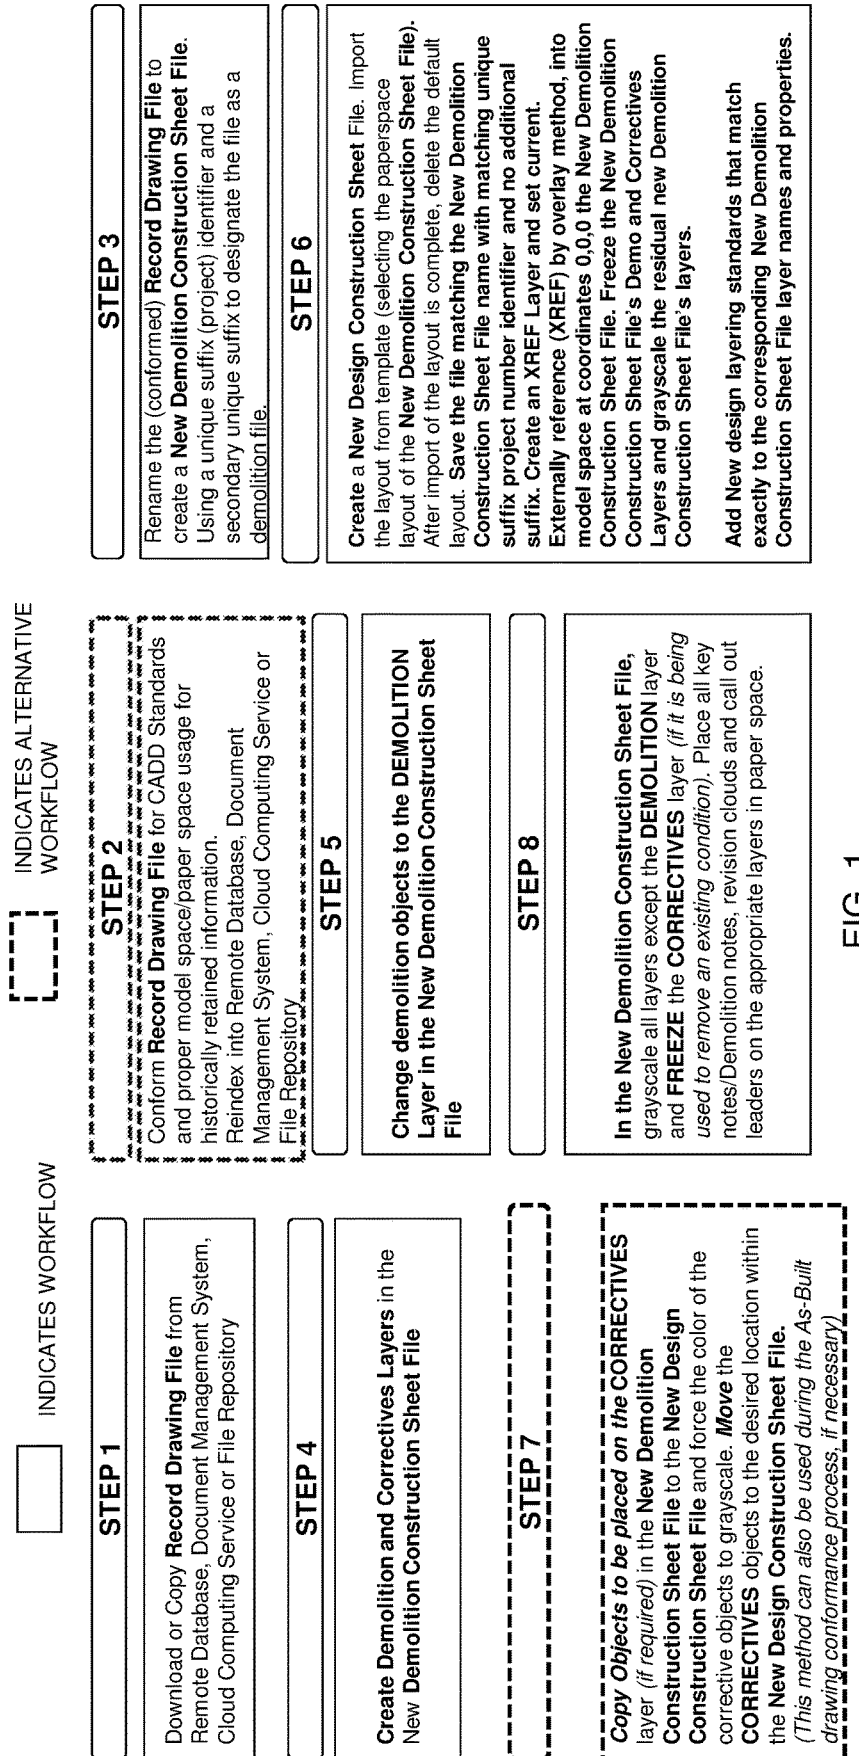 INDICATES WORKFLOW
INDICATES ALTERNATIVE
WORKFLOW
STEP 1
Download or Copy Record Drawing File from
Remote Database, Document Management System,
Cloud Computing Service or File Repository
STEP 2
Conform Record Drawing File for CADD Standards
and proper model space/paper space usage for
historically retained information.
Reindex into Remote Database, Document
Management System, Cloud Computing Service or
File Repository
STEP 3
Rename the (conformed) Record Drawing File to
create a New Demolition Construction Sheet File.
Using a unique suffix (project) identifier and a
secondary unique suffix to designate the file as a
demolition file.
STEP 4
Create Demolition and Correctives Layers in the
New Demolition Construction Sheet File
STEP 5
Change demolition objects to the DEMOLITION
Layer in the New Demolition Construction Sheet
File
STEP 6
Create a New Design Construction Sheet File. Import
the layout from template (selecting the paperspace
layout of the New Demolition Construction Sheet File).
After import of the layout is complete, delete the default
layout. Save the file matching the New Demolition
Construction Sheet File name with matching unique
suffix project number identifier and no additional
suffix. Create an XREF Layer and set current.
Externally reference (XREF) by overlay method, into
model space at coordinates 0,0,0 the New Demolition
Construction Sheet File. Freeze the New Demolition
Construction Sheet File's Demo and Correctives
Layers and grayscale the residual new Demolition
Construction Sheet File's layers.
Add New design layering standards that match
exactly to the corresponding New Demolition
Construction Sheet File layer names and properties.
STEP 7
Copy Objects to be placed on the CORRECTIVES
layer (if required) in the New Demolition
Construction Sheet File to the New Design
Construction Sheet File and force the color of the
corrective objects to grayscale. Move the
CORRECTIVES objects to the desired location within
the New Design Construction Sheet File.
(This method can also be used during the As-Built
drawing conformance process, if necessary)
STEP 8
In the New Demolition Construction Sheet File,
grayscale all layers except the DEMOLITION layer
and FREEZE the CORRECTIVES layer (if it is being
used to remove an existing condition). Place all key
notes/Demolition notes, revision clouds and call out
leaders on the appropriate layers in paper space.
FIG. 1